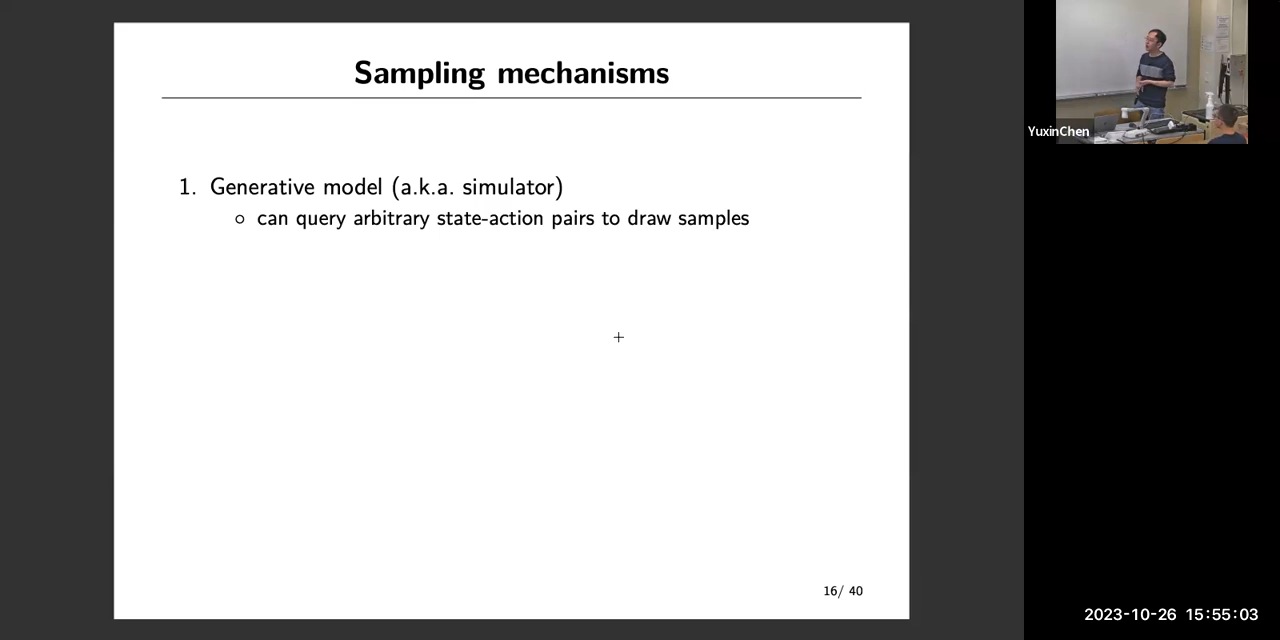 Sampling mechanisms
1. Generative model (a.k.a. simulator)
○ can query arbitrary state-action pairs to draw samples
16/ 40
YuxinChen
2023-10-26 15:55:03